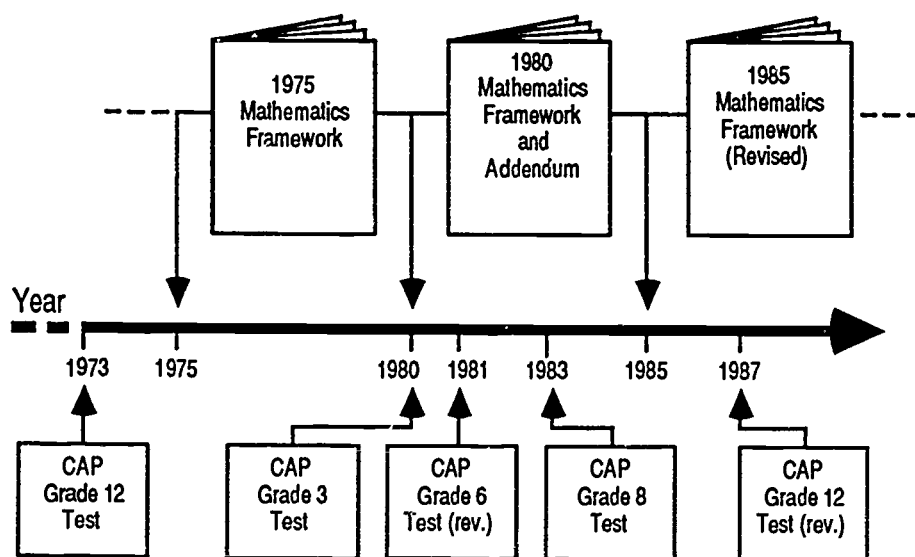 1975
Mathematics
Framework
1980
Mathematics
Framework
and
Addendum
1985
Mathematics
Framework
(Revised)
Year
1973
1975
1980
1981
1983
1985
1987
CAP
Grade 12
Test
CAP
Grade 3
Test
CAP
Grade 6
Test (rev.)
CAP
Grade 8
Test
CAP
Grade 12
Test (rev.)